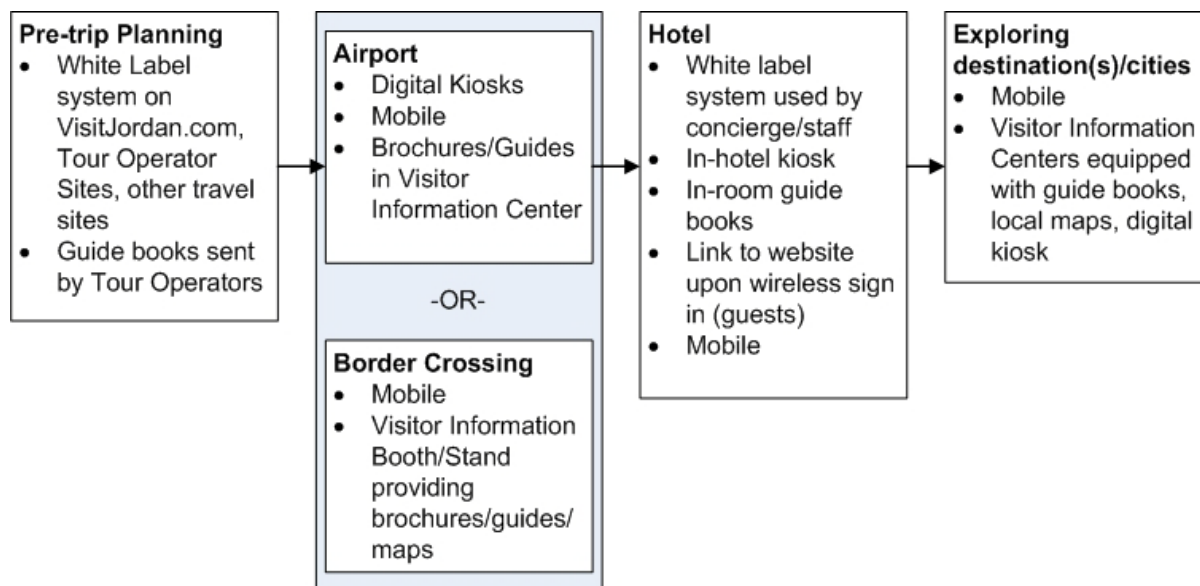 Pre-trip Planning
• White Label
system on
VisitJordan.com,
Tour Operator
Sites, other travel
sites
• Guide books sent
by Tour Operators
Airport
• Digital Kiosks
• Mobile
• Brochures/Guides
in Visitor
Information Center
-OR-
Border Crossing
• Mobile
• Visitor Information
Booth/Stand
providing
brochures/guides/
maps
Hotel
• White label
system used by
concierge/staff
• In-hotel kiosk
• In-room guide
books
• Link to website
upon wireless sign
in (guests)
• Mobile
Exploring
destination(s)/cities
• Mobile
• Visitor Information
Centers equipped
with guide books,
local maps, digital
kiosk